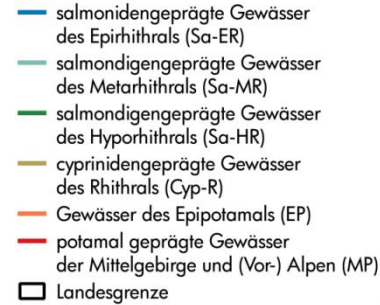 salmonidengeprägte Gewässer
des Epirhithrals (Sa-ER)
salmondigengeprägte Gewässer
des Metarhithrals (Sa-MR)
salmondigengeprägte Gewässer
des Hyporhithrals (Sa-HR)
cyprinidengeprägte Gewässer
des Rhithrals (Cyp-R)
Gewässer des Epipotamals (EP)
potamal geprägte Gewässer
der Mittelgebirge und (Vor-) Alpen (MP)
Landesgrenze